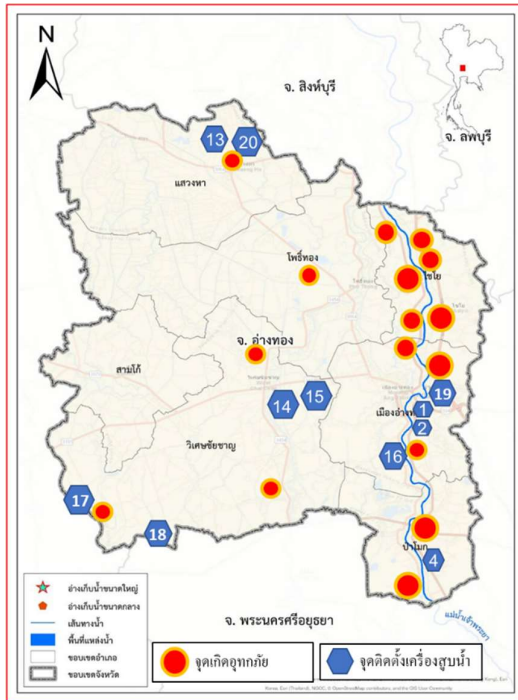 N
จ. สิงห์บุรี
จ. ลพบุรี
13
20
แสวงหา
โพธิ์ทอง
ไชโย
จ. อ่างทอง
สามโก้
14
15
19
1
2
เมืองอ่างทอง
วิเศษชัยชาญ
16
17
18
ป่าโมก
4
แม่น้ำเจ้าพระยา
จ. พระนครศรีอยุธยา
อ่างเก็บน้ำขนาดใหญ่
อ่างเก็บน้ำขนาดกลาง
เส้นทางน้ำ
พื้นที่แหล่งน้ำ
ขอบเขตอำเภอ
ขอบเขตจังหวัด
จุดเกิดอุทกภัย
จุดติดตั้งเครื่องสูบน้ำ